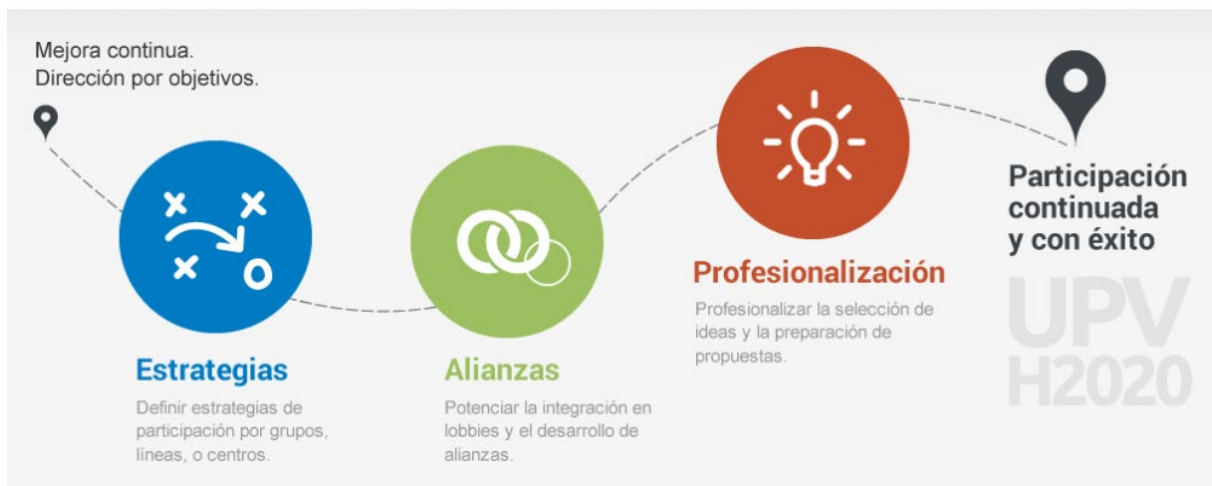 Mejora continua.
Dirección por objetivos.
Estrategias
Definir estrategias de
participación por grupos,
líneas, o centros.
Alianzas
Potenciar la integración en
lobbies y el desarrollo de
alianzas.
Profesionalización
Profesionalizar la selección de
ideas y la preparación de
propuestas.
Participación
continuada
y con éxito
UPV
H2020